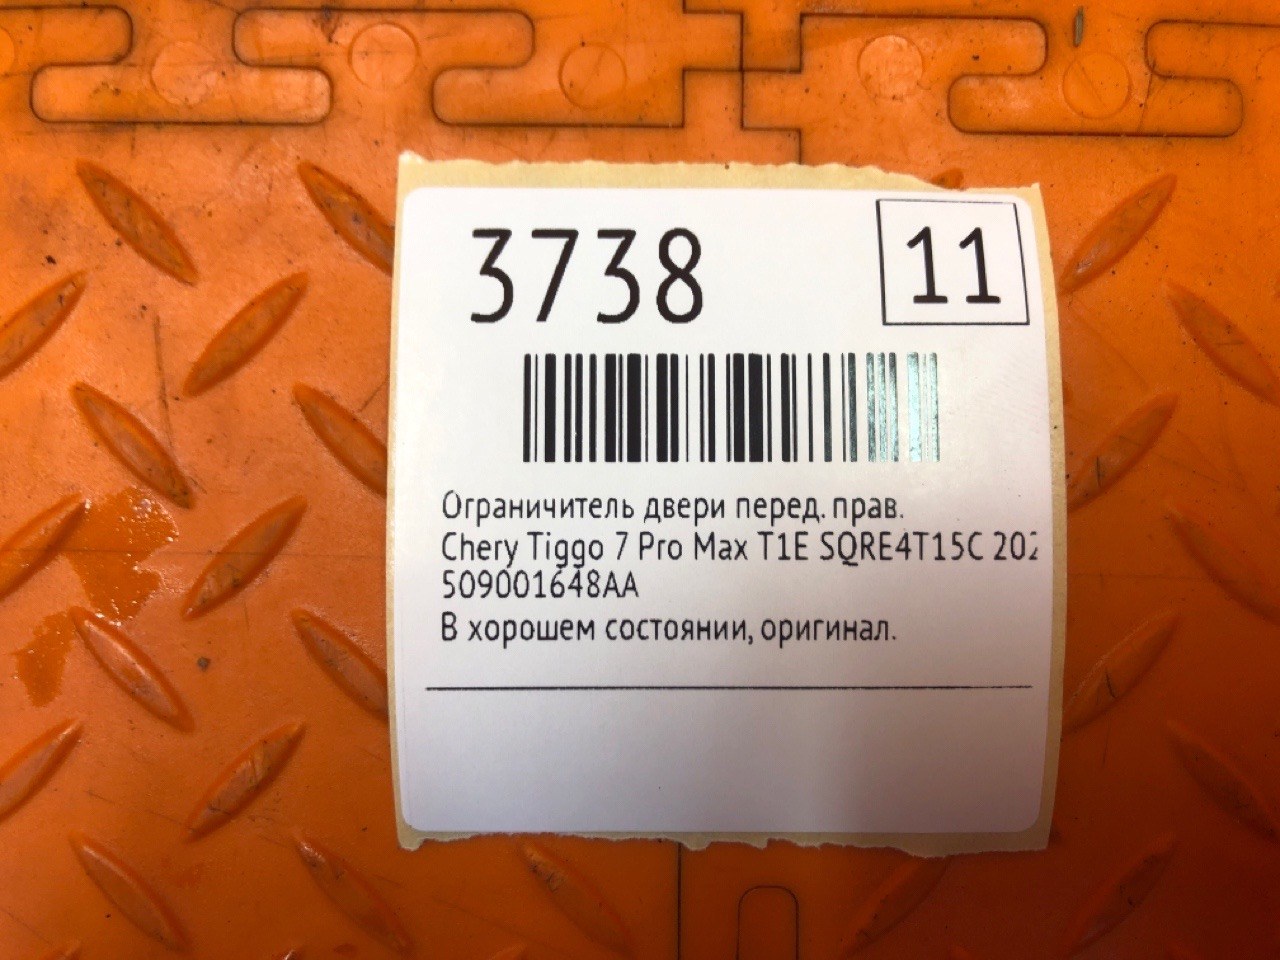 3738
11
Ограничитель двери перед. прав.
Chery Tiggo 7 Pro Max T1E SQRE4T15C 202
509001648AA
В хорошем состоянии, оригинал.